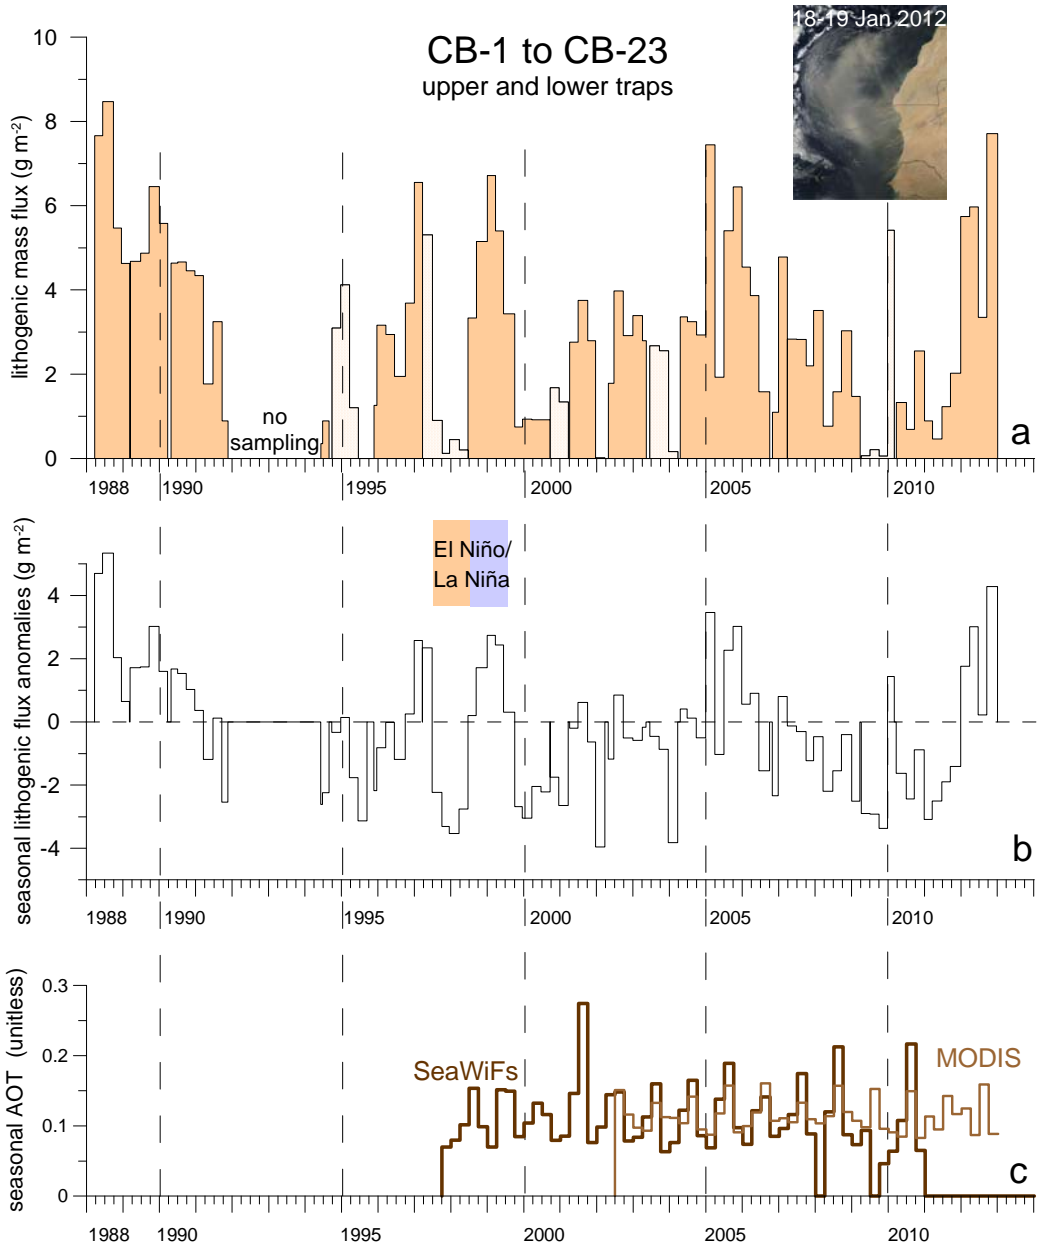 18-19 Jan 2012
CB-1 to CB-23
upper and lower traps
lithogenic mass flux (g m-2)
10
8
6
4
2
0
no
sampling
a
1988 1990 1995 2000 2005 2010
seasonal lithogenic flux anomalies (g m-2)
El Niño/
La Niña
4
2
0
-2
-4
b
1988 1990 1995 2000 2005 2010
seasonal AOT (unitless)
0.3
0.2
0.1
0
SeaWiFs
MODIS
c
1988 1990 1995 2000 2005 2010